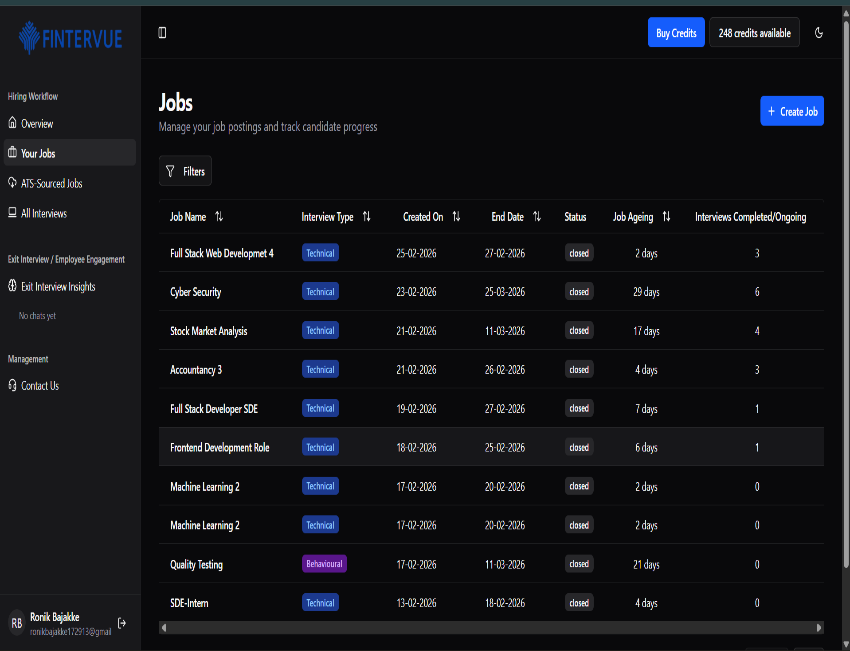 FINTERVUE
Buy Credits 248 credits available
Hiring Workflow
Overview
Your Jobs
ATS-Sourced Jobs
All Interviews
Exit Interview / Employee Engagement
Exit Interview Insights
No chats yet
Management
Contact Us
RB Ronik Bajakke
ronikbajakke172913@gmail
Jobs
Manage your job postings and track candidate progress
+ Create Job
Filters
Job Name Interview Type Created On End Date Status Job Ageing Interviews Completed/Ongoing
Full Stack Web Developmet 4 Technical 25-02-2026 27-02-2026 closed 2 days 3
Cyber Security Technical 23-02-2026 25-03-2026 closed 29 days 6
Stock Market Analysis Technical 21-02-2026 11-03-2026 closed 17 days 4
Accountancy 3 Technical 21-02-2026 26-02-2026 closed 4 days 3
Full Stack Developer SDE Technical 19-02-2026 27-02-2026 closed 7 days 1
Frontend Development Role Technical 18-02-2026 25-02-2026 closed 6 days 1
Machine Learning 2 Technical 17-02-2026 20-02-2026 closed 2 days 0
Machine Learning 2 Technical 17-02-2026 20-02-2026 closed 2 days 0
Quality Testing Behavioural 17-02-2026 11-03-2026 closed 21 days 0
SDE-Intern Technical 13-02-2026 18-02-2026 closed 4 days 0